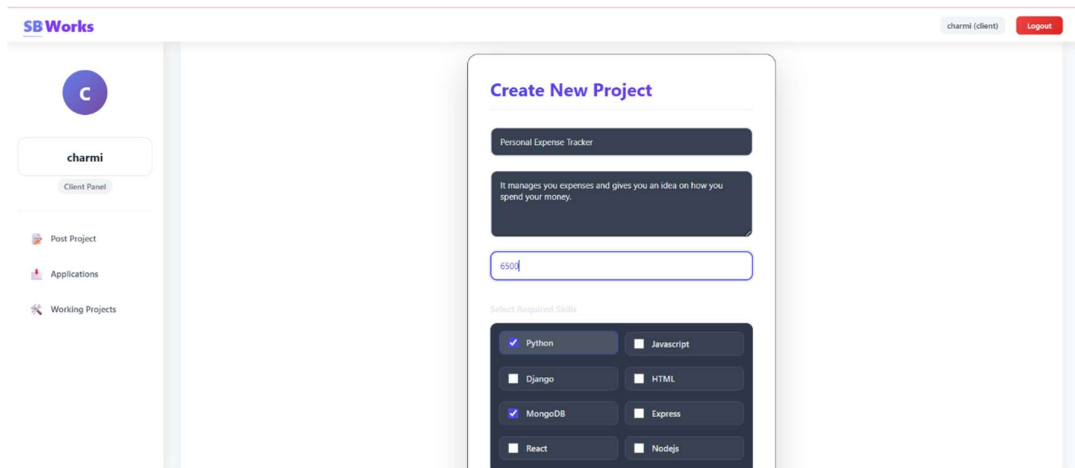 SB Works
charmi (client)
Logout
C
charmi
Client Panel
Post Project
Applications
Working Projects
Create New Project
Personal Expense Tracker
It manages you expenses and gives you an idea on how you
spend your money.
6500
Select Required Skills
Python
Javascript
Django
HTML
MongoDB
Express
React
Nodejs